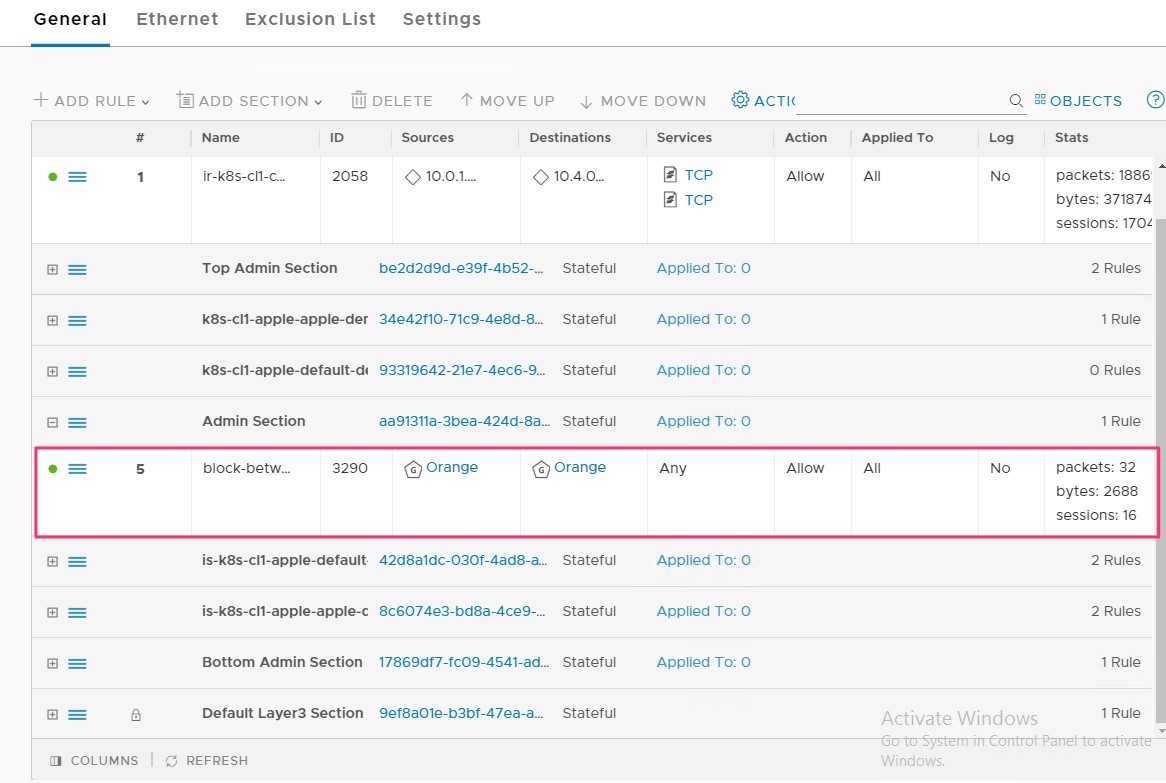 General Ethernet Exclusion List Settings
ADD RULE ADD SECTION DELETE MOVE UP MOVE DOWN ACTIC OBJECTS ?
# Name ID Sources Destinations Services Action Applied To Log Stats
1 ir-k8s-cl1-c... 2058 10.0.1.... 10.4.0... TCP Allow All No packets: 1886
TCP bytes: 371874
sessions: 1704
Top Admin Section be2d2d9d-e39f-4b52-... Stateful Applied To: 0 2 Rules
k8s-cl1-apple-apple-der 34e42f10-71c9-4e8d-8... Stateful Applied To: 0 1 Rule
k8s-cl1-apple-default-de 93319642-21e7-4ec6-9... Stateful Applied To: 0 0 Rules
Admin Section aa91311a-3bea-424d-8a... Stateful Applied To: 0 1 Rule
5 block-betw... 3290 G Orange G Orange Any Allow All No packets: 32
bytes: 2688
sessions: 16
is-k8s-cl1-apple-default- 42d8a1dc-030f-4ad8-a... Stateful Applied To: 0 2 Rules
is-k8s-cl1-apple-apple-d 8c6074e3-bd8a-4ce9-... Stateful Applied To: 0 2 Rules
Bottom Admin Section 17869df7-fc09-4541-ad... Stateful Applied To: 0 1 Rule
Default Layer3 Section 9ef8a01e-b3bf-47ea-a... Stateful 1 Rule
Activate Windows
Go to System in Control Panel to activate
Windows.
COLUMNS REFRESH